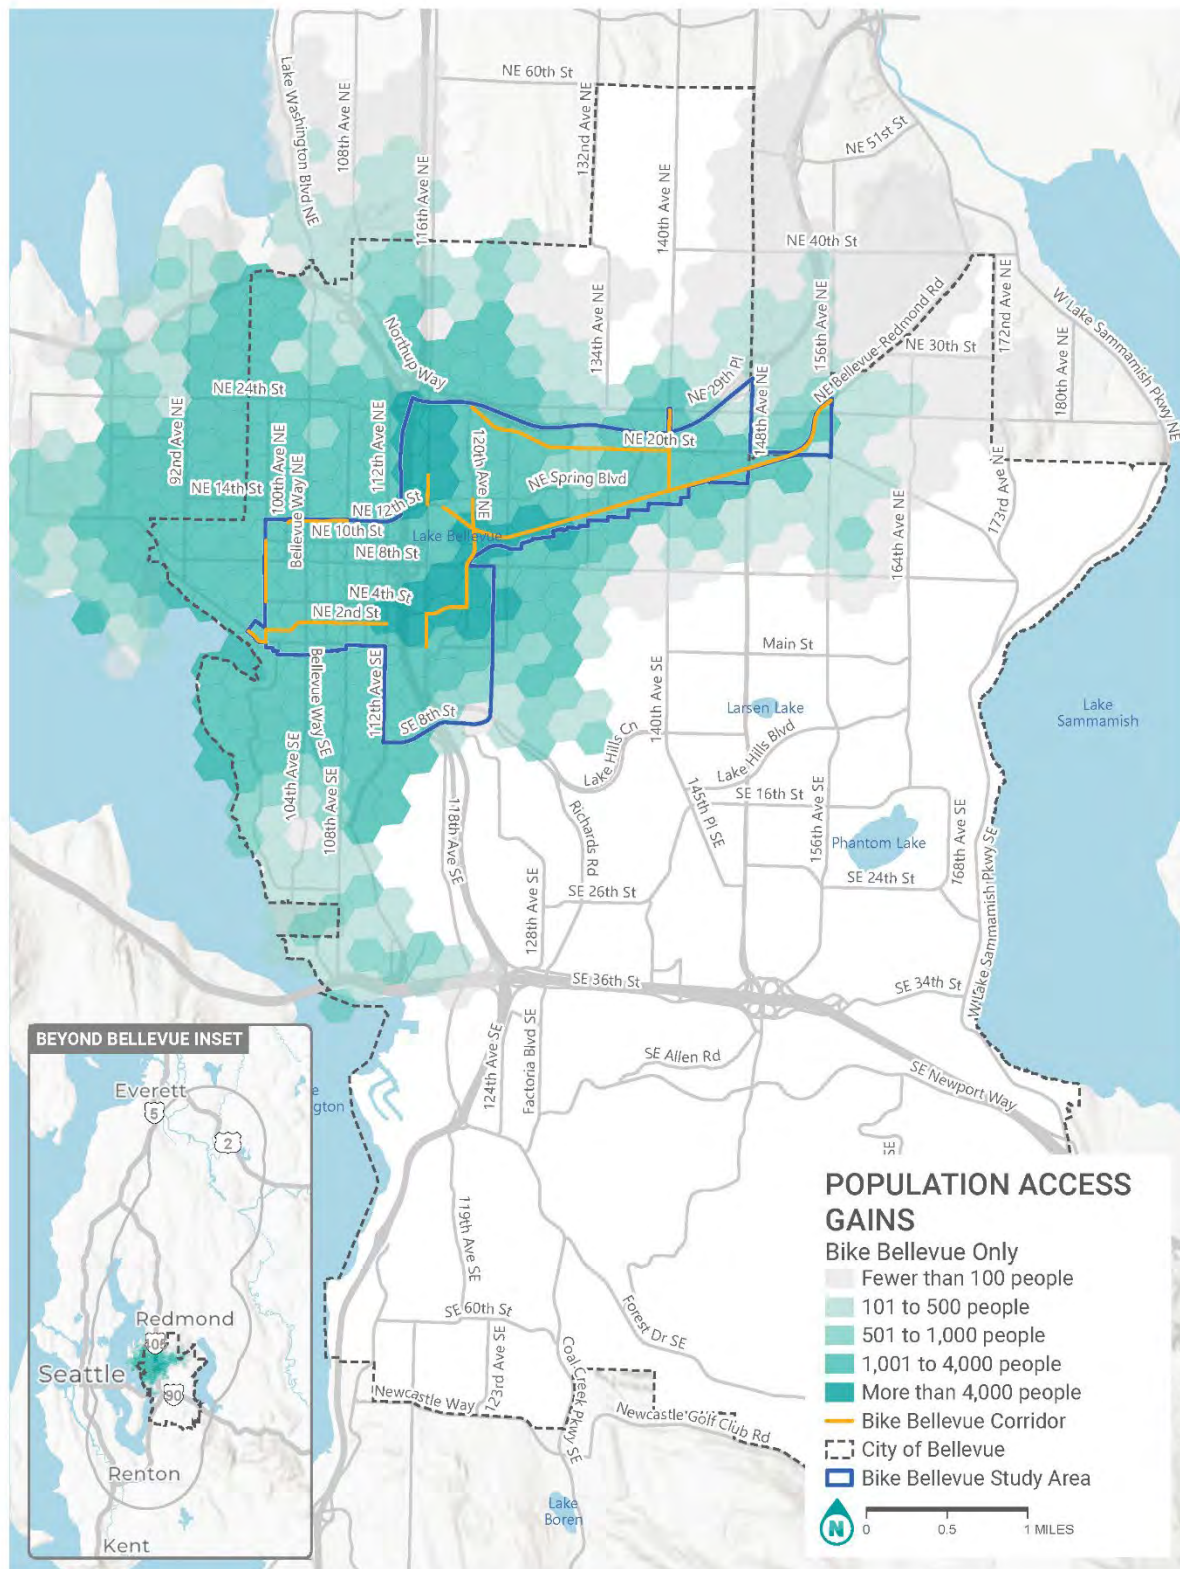 NE 60th St
Lake Washington Blvd NE
108th Ave NE
116th Ave NE
132nd Ave NE
NE 51st St
140th Ave NE
NE 40th St
134th Ave NE
156th Ave NE
NE Bellevue-Redmond Rd
172nd Ave NE
W Lake Sammamish Pkwy NE
NE 30th St
180th Ave NE
Northup Way
NE 29th Pl
NE 24th St
92nd Ave NE
100th Ave NE
Bellevue Way NE
112th Ave NE
120th Ave NE
NE 20th St
148th Ave NE
NE Spring Blvd
NE 14th St
NE 12th St
NE 10th St
Lake Bellevue
NE 8th St
173rd Ave NE
164th Ave NE
NE 4th St
NE 2nd St
Main St
Bellevue Way SE
112th Ave SE
SE 8th St
140th Ave SE
Larsen Lake
Lake
Sammamish
Lake Hills Cn
Lake Hills Blvd
104th Ave SE
108th Ave SE
118th Ave SE
Richards Rd
145th Pl SE
SE 16th St
156th Ave SE
Phantom Lake
168th Ave SE
SE 24th St
SE 26th St
128th Ave SE
W Lake Sammamish Pkwy SE
SE 36th St
SE 34th St
124th Ave SE
Factoria Blvd SE
SE Allen Rd
SE Newport Way
SE
BEYOND BELLEVUE INSET
Everett
5
2
e
gton
Redmond
405
Seattle
90
Renton
Kent
119th Ave SE
SE 60th St
123rd Ave SE
Forest Dr SE
Coal Creek Pkwy SE
Newcastle Way
Newcastle Golf Club Rd
Lake
Boren
POPULATION ACCESS
GAINS
Bike Bellevue Only
Fewer than 100 people
101 to 500 people
501 to 1,000 people
1,001 to 4,000 people
More than 4,000 people
Bike Bellevue Corridor
City of Bellevue
Bike Bellevue Study Area
N
0 0.5 1 MILES